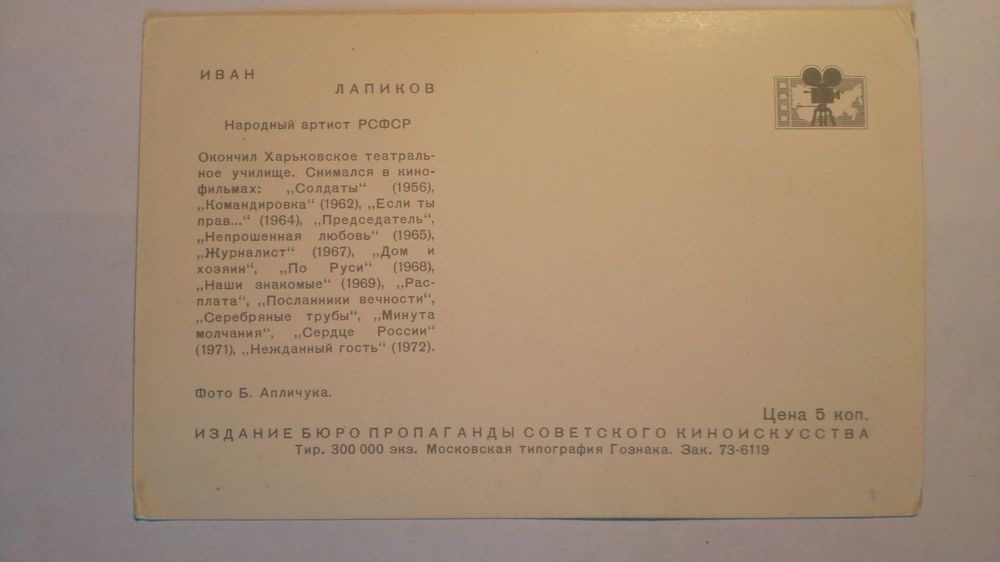 ИВАН
ЛАПИКОВ
Народный артист РСФСР
Окончил Харьковское театраль-
ное училище. Снимался в кино-
фильмах: „Солдаты“ (1956),
„Командировка“ (1962), „Если ты
прав...“ (1964), „Председатель“,
„Непрошенная любовь“ (1965),
„Журналист“ (1967), „Дом и
хозяин“, „По Руси“ (1968),
„Наши знакомые“ (1969), „Рас-
плата“, „Посланники вечности“,
„Серебряные трубы“, „Минута
молчания“, „Сердце России“
(1971), „Нежданный гость“ (1972).
Фото Б. Апличука.
Цена 5 коп.
ИЗДАНИЕ БЮРО ПРОПАГАНДЫ СОВЕТСКОГО КИНОИСКУССТВА
Тир. 300 000 экз. Московская типография Гознака. Зак. 73-6119